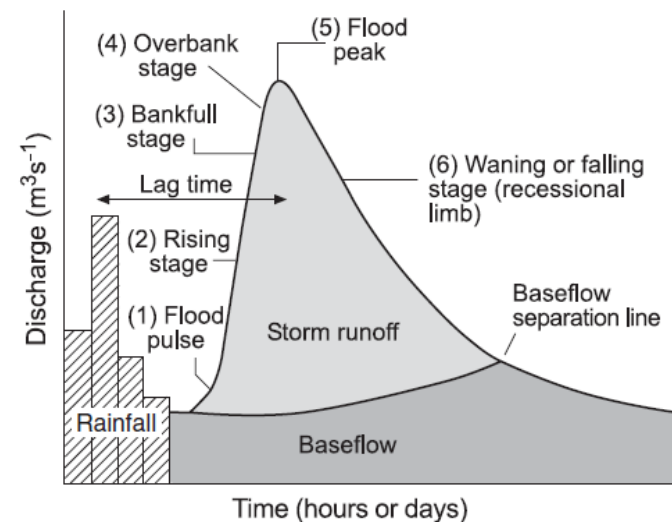 (5) Flood
peak
(4) Overbank
stage
(3) Bankfull
stage
(6) Waning or falling
stage (recessional
limb)
Lag time
(2) Rising
stage
Baseflow
separation line
(1) Flood
pulse
Storm runoff
Rainfall
Baseflow
Discharge (m³s⁻¹)
Time (hours or days)